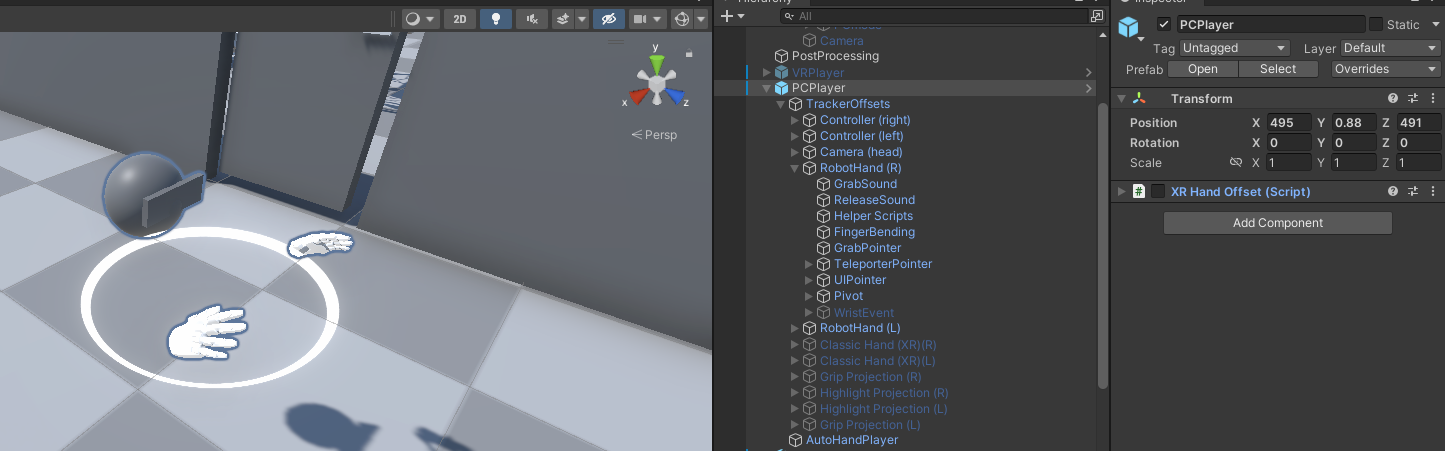 2D
y
x
z
Persp
Hierarchy
All
Camera
PostProcessing
VRPlayer
PCPlayer
TrackerOffsets
Controller (right)
Controller (left)
Camera (head)
RobotHand (R)
GrabSound
ReleaseSound
Helper Scripts
FingerBending
GrabPointer
TeleporterPointer
UIPointer
Pivot
WristEvent
RobotHand (L)
Classic Hand (XR)(R)
Classic Hand (XR)(L)
Grip Projection (R)
Highlight Projection (R)
Highlight Projection (L)
Grip Projection (L)
AutoHandPlayer
Inspector
PCPlayer Static
Tag Untagged Layer Default
Prefab Open Select Overrides
Transform
Position X 495 Y 0.88 Z 491
Rotation X 0 Y 0 Z 0
Scale X 1 Y 1 Z 1
# XR Hand Offset (Script)
Add Component